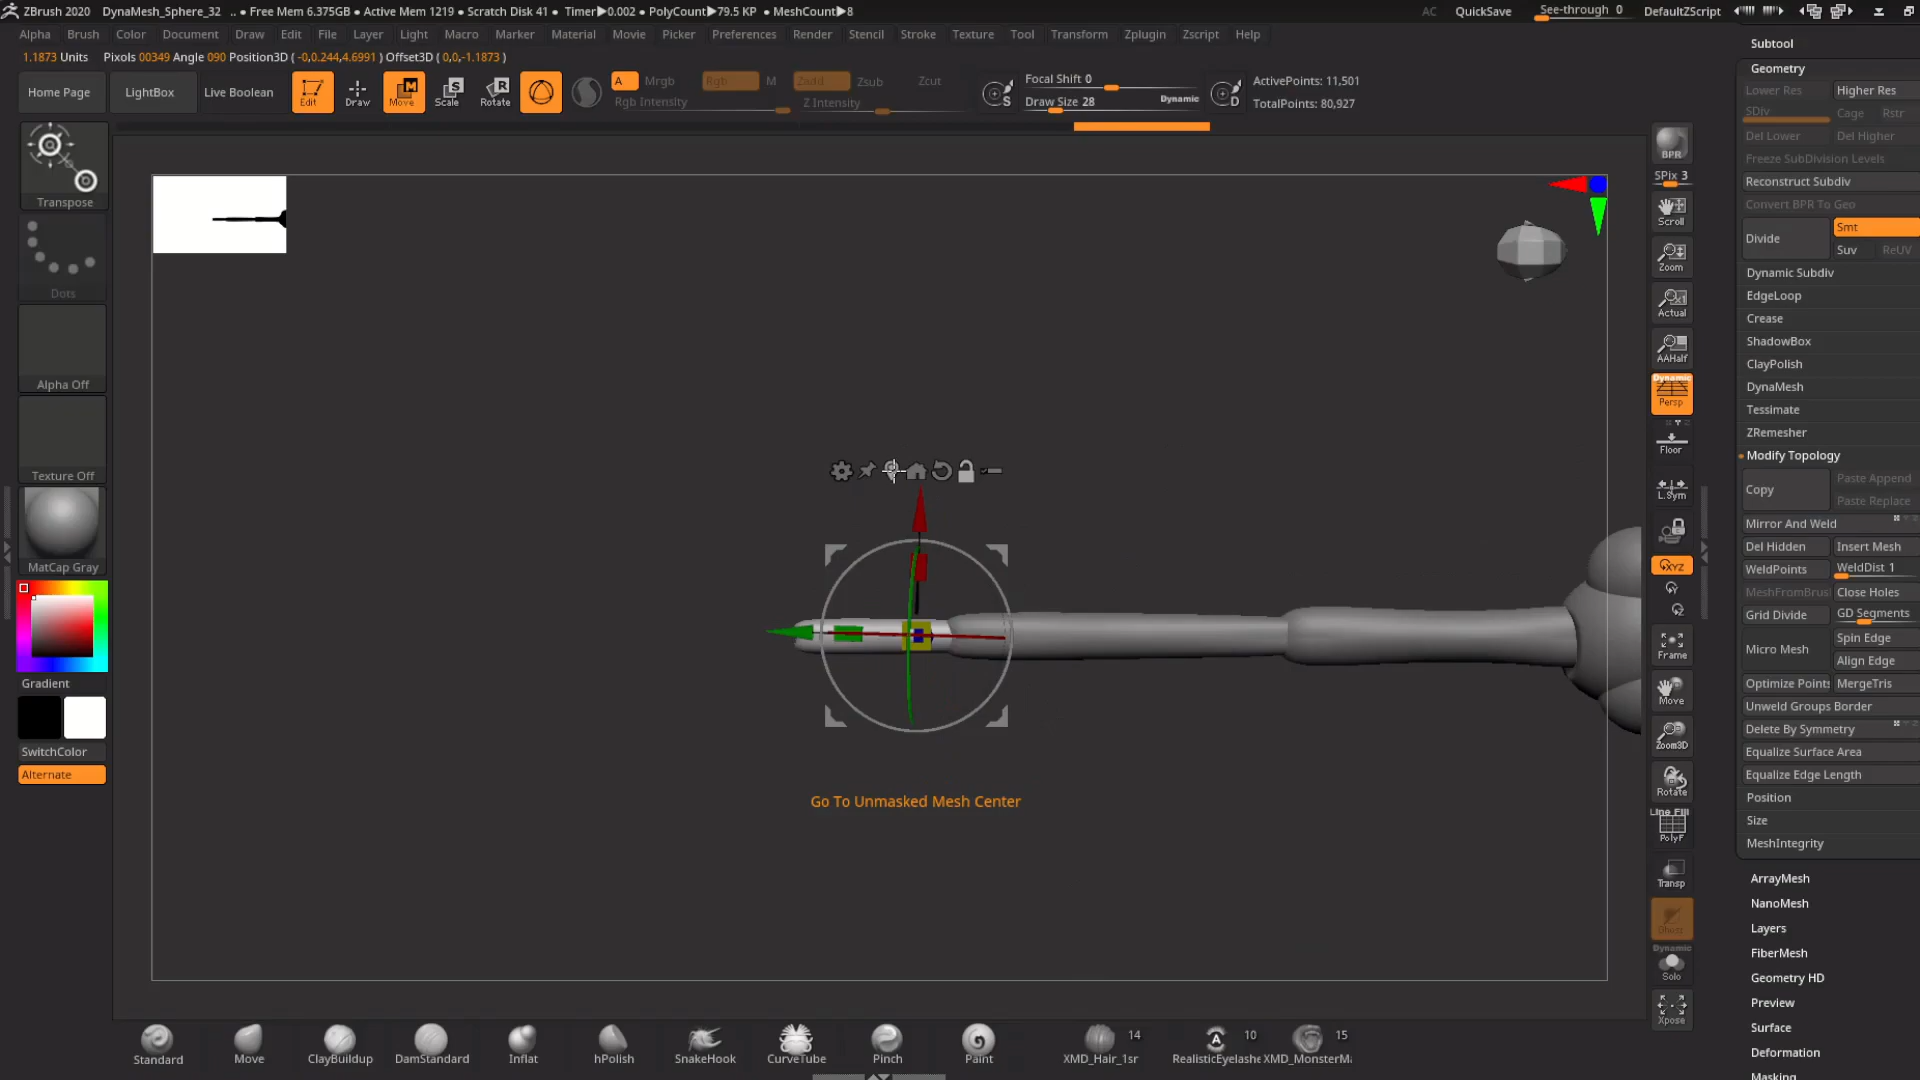 ZBrush 2020 DynaMesh_Sphere_32 .. • Free Mem 6.375GB • Active Mem 1219 • Scratch Disk 41 • Timer▶0.002 • PolyCount▶79.5 KP • MeshCount▶8 AC QuickSave See-through 0 DefaultZScript
Alpha Brush Color Document Draw Edit File Layer Light Macro Marker Material Movie Picker Preferences Render Stencil Stroke Texture Tool Transform Zplugin Zscript Help
1.1873 Units Pixols 00349 Angle 090 Position3D ( -0,0.244,4.6991 ) Offset3D ( 0,0,-1.1873 )
Home Page LightBox Live Boolean Edit Draw Move Scale Rotate
A Mrgb Rgb M Zadd Zsub Zcut
Rgb Intensity Z Intensity
Focal Shift 0
Draw Size 28 Dynamic
ActivePoints: 11,501
TotalPoints: 80,927
Transpose
Dots
Alpha Off
Texture Off
MatCap Gray
Gradient
SwitchColor
Alternate
Go To Unmasked Mesh Center
BPR
SPix 3
Scroll
Zoom
Actual
AAHalf
Dynamic
Persp
Floor
L.Sym
XYZ
Frame
Move
Zoom3D
Rotate
Line Fill
PolyF
Transp
Ghost
Dynamic
Solo
Xpose
Subtool
Geometry
Lower Res Higher Res
SDiv Cage Rstr
Del Lower Del Higher
Freeze SubDivision Levels
Reconstruct Subdiv
Convert BPR To Geo
Divide Smt
Suv ReUV
Dynamic Subdiv
EdgeLoop
Crease
ShadowBox
ClayPolish
DynaMesh
Tessimate
ZRemesher
Modify Topology
Copy Paste Append
Paste Replace
Mirror And Weld
Del Hidden Insert Mesh
WeldPoints WeldDist 1
MeshFromBrus Close Holes
Grid Divide GD Segments
Micro Mesh Spin Edge
Align Edge
Optimize Points MergeTris
Unweld Groups Border
Delete By Symmetry
Equalize Surface Area
Equalize Edge Length
Position
Size
MeshIntegrity
ArrayMesh
NanoMesh
Layers
FiberMesh
Geometry HD
Preview
Surface
Deformation
Masking
Standard Move ClayBuildup DamStandard Inflat hPolish SnakeHook CurveTube Pinch Paint XMD_Hair_1sr 14 RealisticEyelashe 10 XMD_MonsterMa 15